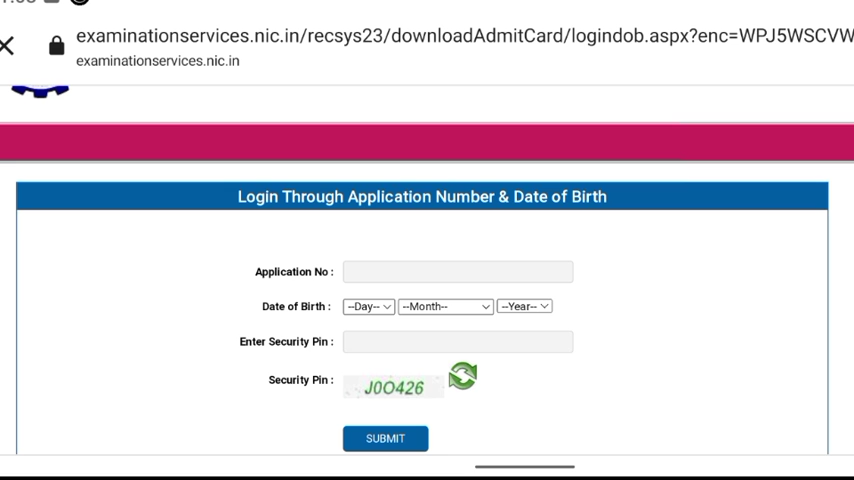 examinationservices.nic.in/recsys23/downloadAdmitCard/logindob.aspx?enc=WPJ5WSCVW
examinationservices.nic.in
Login Through Application Number & Date of Birth
Application No :
Date of Birth : --Day-- --Month-- --Year--
Enter Security Pin :
Security Pin : J0O426
SUBMIT